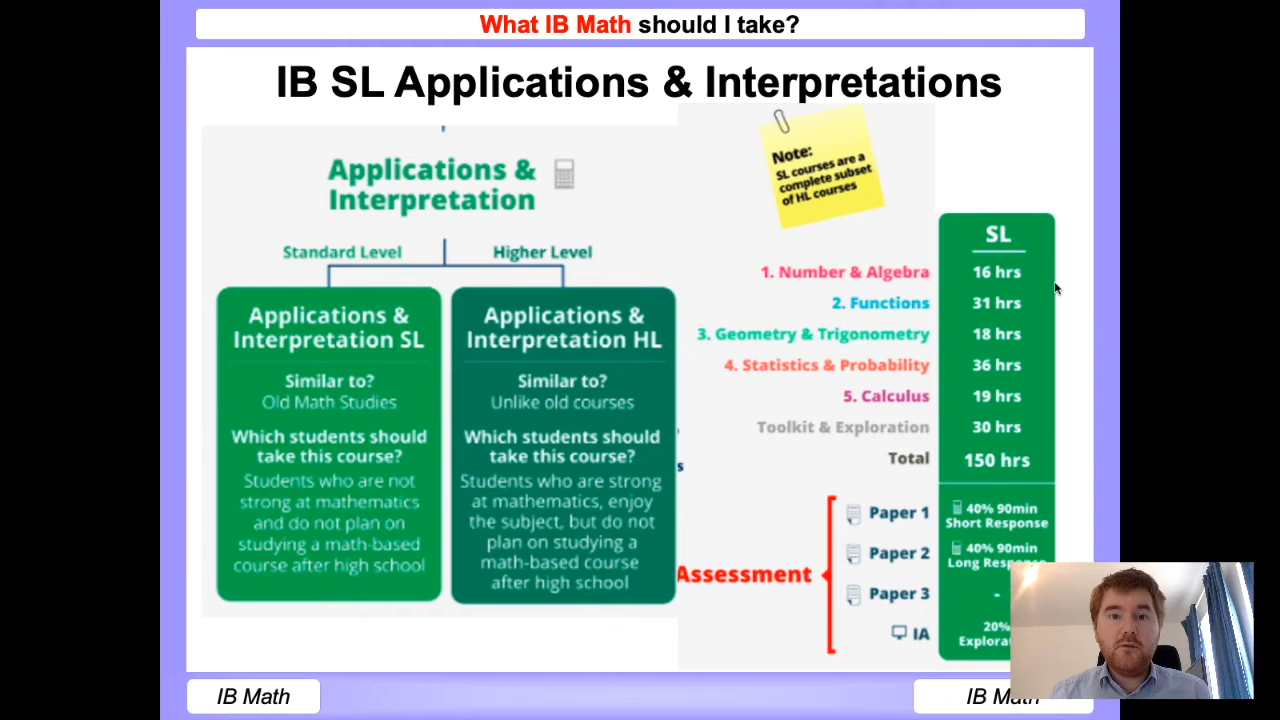 What IB Math should I take?
IB SL Applications & Interpretations
Applications &
Interpretation
Standard Level
Higher Level
Applications &
Interpretation SL
Similar to?
Old Math Studies
Which students should
take this course?
Students who are not
strong at mathematics
and do not plan on
studying a math-based
course after high school
Applications &
Interpretation HL
Similar to?
Unlike old courses
Which students should
take this course?
Students who are strong
at mathematics, enjoy
the subject, but do not
plan on studying a
math-based course
after high school
Note:
SL courses are a
complete subset
of HL courses
SL
1. Number & Algebra 16 hrs
2. Functions 31 hrs
3. Geometry & Trigonometry 18 hrs
4. Statistics & Probability 36 hrs
5. Calculus 19 hrs
Toolkit & Exploration 30 hrs
Total 150 hrs
Assessment
Paper 1 40% 90min
Short Response
Paper 2 40% 90min
Long Resp
Paper 3 -
IA 20%
Explorat
IB Math
IB Math